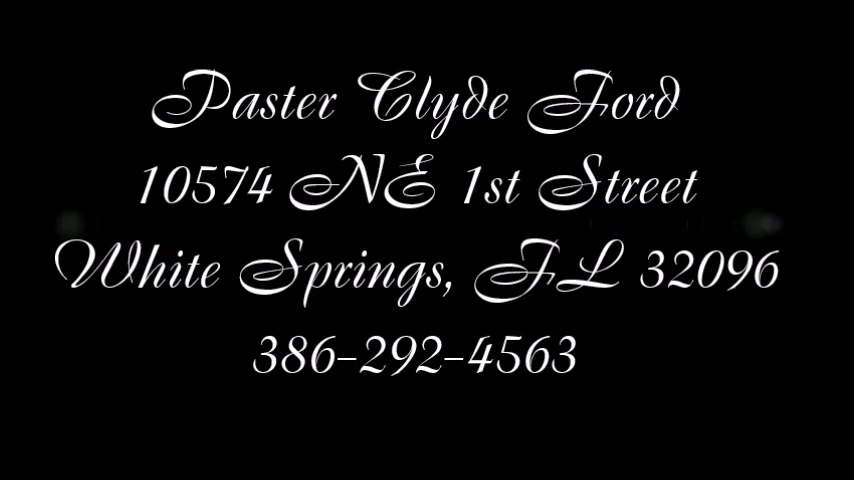 Paster Clyde Ford
10574 NE 1st Street
White Springs, FL 32096
386-292-4563